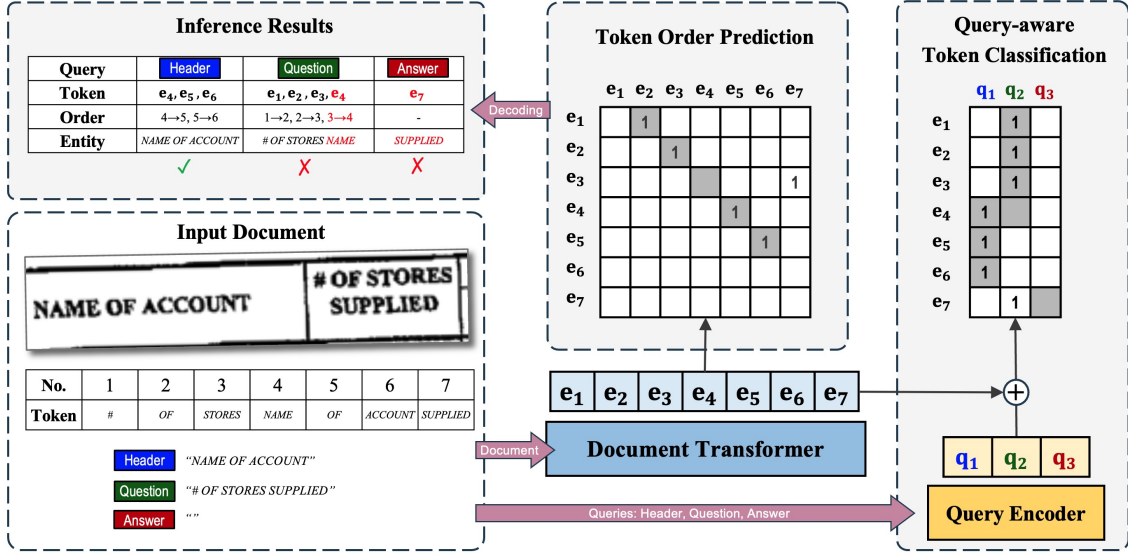 Inference Results
Query Header Question Answer
Token e4, e5, e6 e1, e2, e3, e4 e7
Order 4→5, 5→6 1→2, 2→3, 3→4 -
Entity NAME OF ACCOUNT # OF STORES NAME SUPPLIED
✓ ✗ ✗
Decoding
Input Document
NAME OF ACCOUNT
# OF STORES
SUPPLIED
No. 1 2 3 4 5 6 7
Token # OF STORES NAME OF ACCOUNT SUPPLIED
Header “NAME OF ACCOUNT”
Question “# OF STORES SUPPLIED”
Answer “”
Token Order Prediction
e1 e2 e3 e4 e5 e6 e7
e1 1
e2 1
e3 1
e4 1
e5 1
e6
e7
e1 e2 e3 e4 e5 e6 e7
Document
Document Transformer
Queries: Header, Question, Answer
Query-aware
Token Classification
q1 q2 q3
e1 1
e2 1
e3 1
e4 1
e5 1
e6 1
e7 1
+
q1 q2 q3
Query Encoder